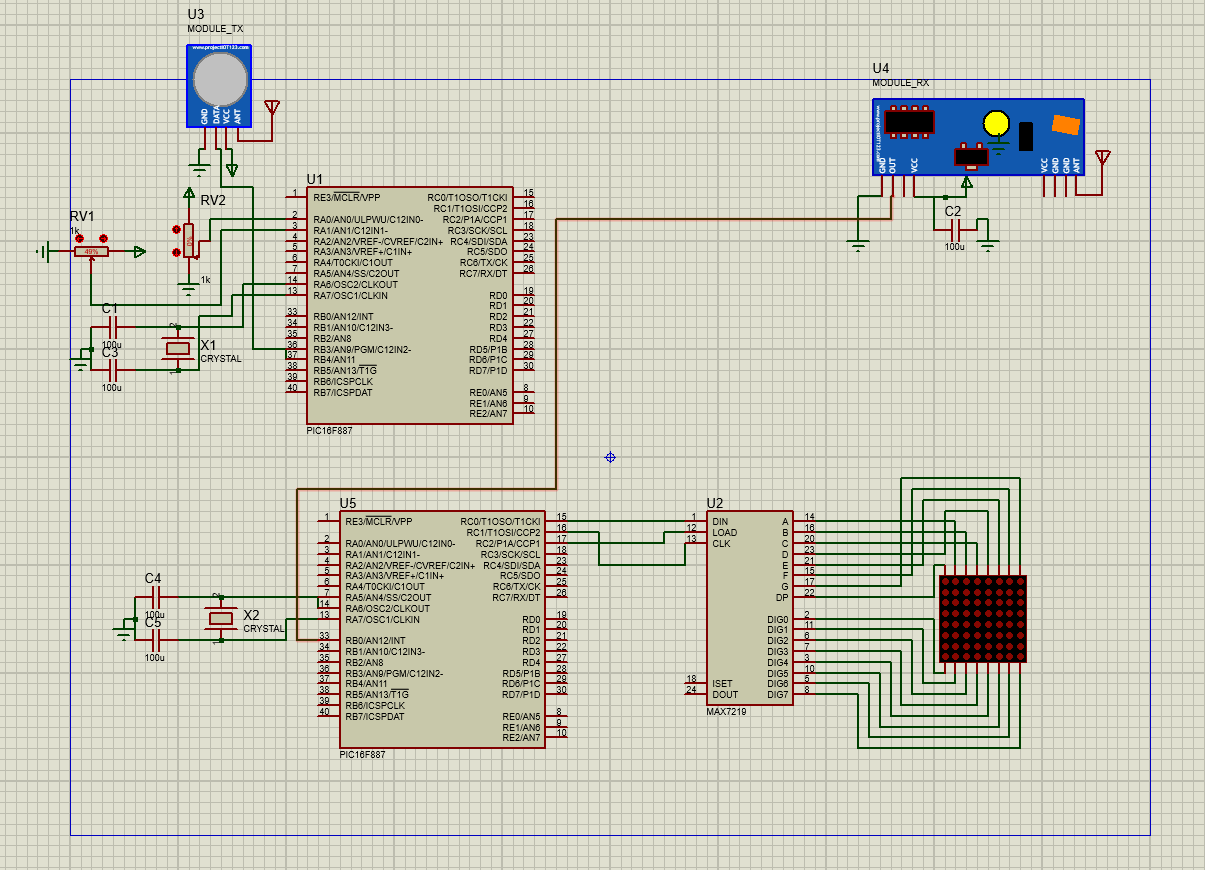 U3
MODULE_TX
www.project007123.com
GND DATA VCC ANT
U4
MODULE_RX
GND OUT VCC VCC GND GND ANT
C2
100u
RV1
1k
49%
RV2
0%
1k
C1
100u
C3
100u
X1
CRYSTAL
U1
1 RE3/MCLR/VPP
2 RA0/AN0/ULPWU/C12IN0-
3 RA1/AN1/C12IN1-
4 RA2/AN2/VREF-/CVREF/C2IN+
5 RA3/AN3/VREF+/C1IN+
6 RA4/T0CKI/C1OUT
7 RA5/AN4/SS/C2OUT
14 RA6/OSC2/CLKOUT
13 RA7/OSC1/CLKIN
33 RB0/AN12/INT
34 RB1/AN10/C12IN3-
35 RB2/AN8
36 RB3/AN9/PGM/C12IN2-
37 RB4/AN11
38 RB5/AN13/T1G
39 RB6/ICSPCLK
40 RB7/ICSPDAT
RC0/T1OSO/T1CKI 15
RC1/T1OSI/CCP2 16
RC2/P1A/CCP1 17
RC3/SCK/SCL 18
RC4/SDI/SDA 23
RC5/SDO 24
RC6/TX/CK 25
RC7/RX/DT 26
RD0 19
RD1 20
RD2 21
RD3 22
RD4 27
RD5/P1B 28
RD6/P1C 29
RD7/P1D 30
RE0/AN5 8
RE1/AN6 9
RE2/AN7 10
PIC16F887
C4
100u
C5
100u
X2
CRYSTAL
U5
1 RE3/MCLR/VPP
2 RA0/AN0/ULPWU/C12IN0-
3 RA1/AN1/C12IN1-
4 RA2/AN2/VREF-/CVREF/C2IN+
5 RA3/AN3/VREF+/C1IN+
6 RA4/T0CKI/C1OUT
7 RA5/AN4/SS/C2OUT
14 RA6/OSC2/CLKOUT
13 RA7/OSC1/CLKIN
33 RB0/AN12/INT
34 RB1/AN10/C12IN3-
35 RB2/AN8
36 RB3/AN9/PGM/C12IN2-
37 RB4/AN11
38 RB5/AN13/T1G
39 RB6/ICSPCLK
40 RB7/ICSPDAT
RC0/T1OSO/T1CKI 15
RC1/T1OSI/CCP2 16
RC2/P1A/CCP1 17
RC3/SCK/SCL 18
RC4/SDI/SDA 23
RC5/SDO 24
RC6/TX/CK 25
RC7/RX/DT 26
RD0 19
RD1 20
RD2 21
RD3 22
RD4 27
RD5/P1B 28
RD6/P1C 29
RD7/P1D 30
RE0/AN5 8
RE1/AN6 9
RE2/AN7 10
PIC16F887
U2
1 DIN
12 LOAD
13 CLK
18 ISET
24 DOUT
A 14
B 16
C 20
D 23
E 21
F 15
G 17
DP 22
DIG0 2
DIG1 11
DIG2 6
DIG3 7
DIG4 3
DIG5 10
DIG6 5
DIG7 8
MAX7219